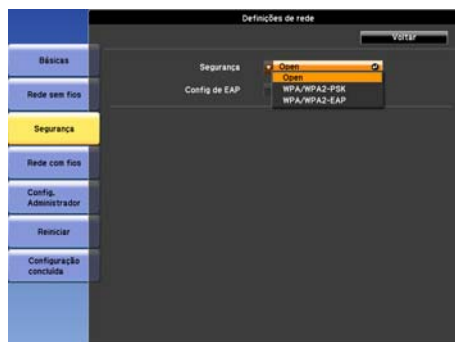 Definições de rede
Voltar
Básicas
Rede sem fios
Segurança
Rede com fios
Config.
Administrador
Reiniciar
Configuração
concluída
Segurança
Open
Open
WPA/WPA2-PSK
WPA/WPA2-EAP
Config de EAP